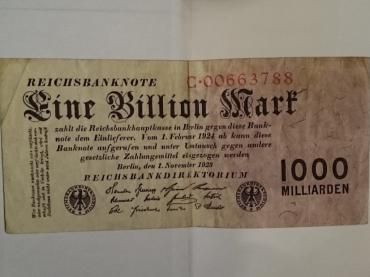 REICHSBANKNOTE C·00663788
Eine Billion Mark
zahlt die Reichsbankhauptkasse in Berlin gegen diese Bank-
note dem Einlieferer. Vom 1. Februar 1924 ab kann diese
Banknote aufgerufen und unter Umtausch gegen andere
gesetzliche Zahlungsmittel eingezogen werden
Berlin, den 1. November 1923
REICHSBANKDIREKTORIUM
1000
MILLIARDEN